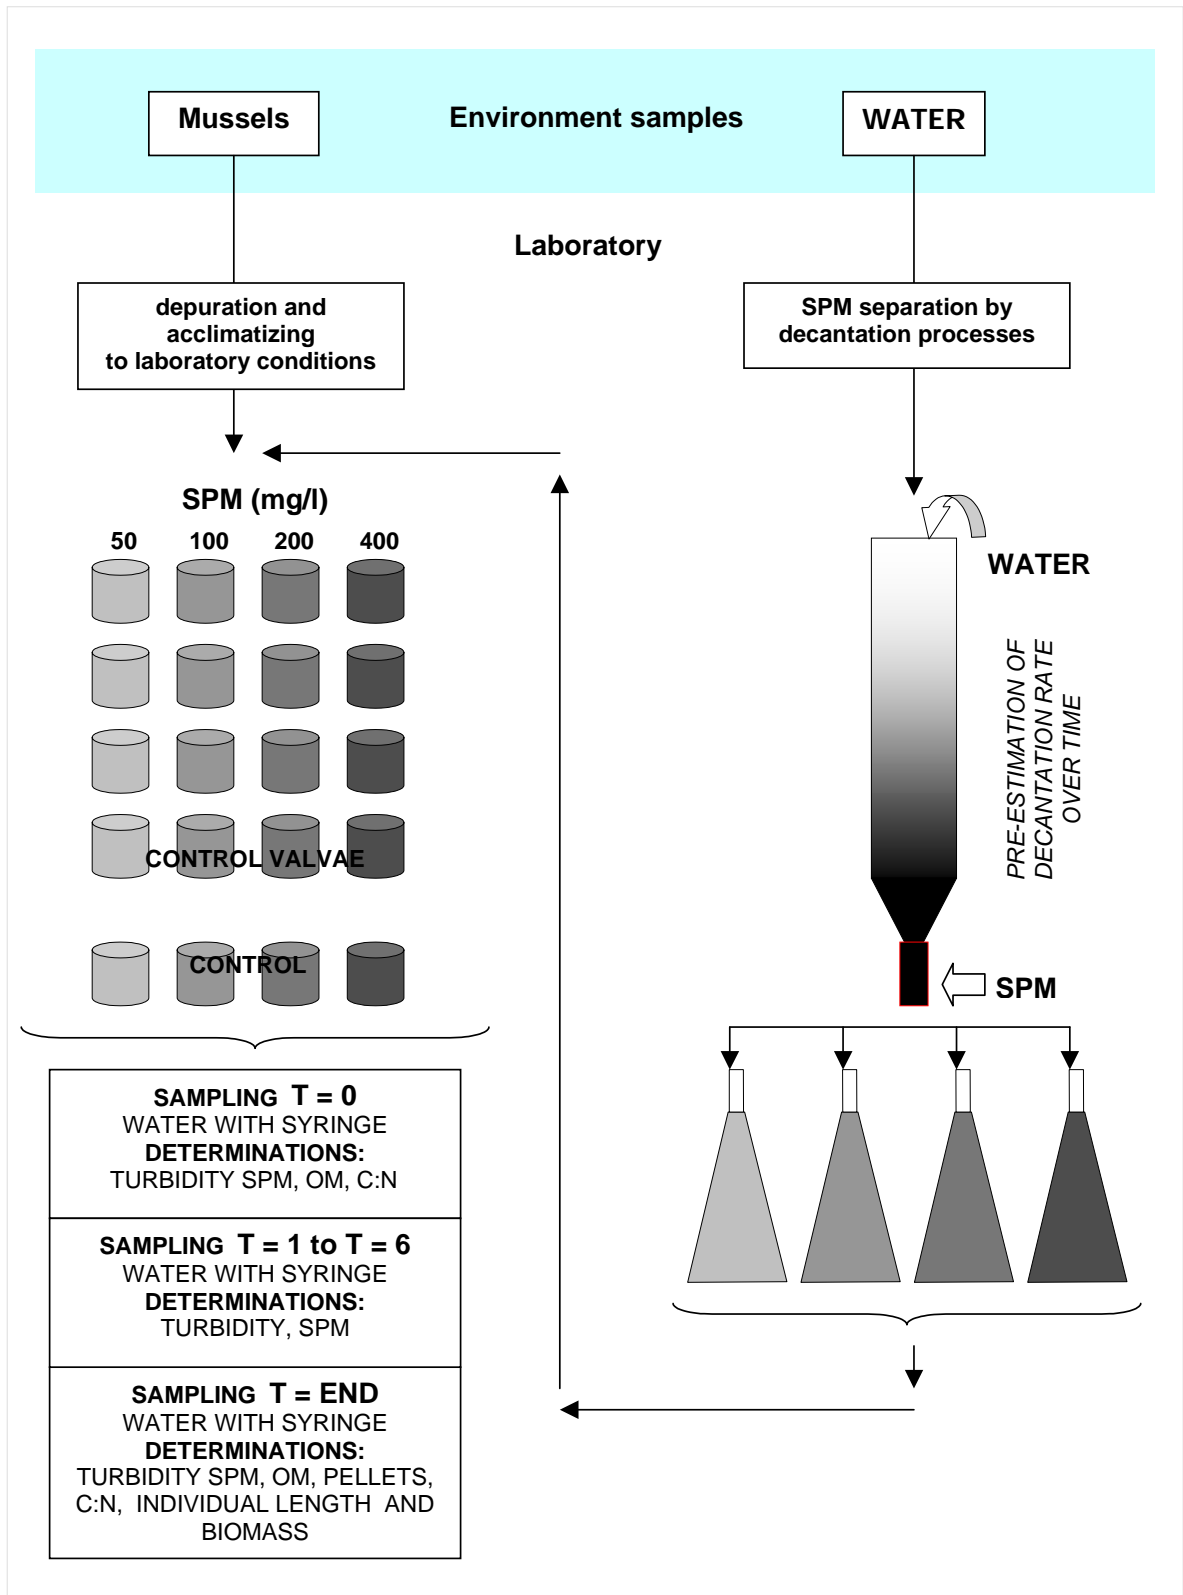 Mussels
Environment samples
WATER
Laboratory
depuration and
acclimatizing
to laboratory conditions
SPM separation by
decantation processes
SPM (mg/l)
50 100 200 400
CONTROL VALVAE
CONTROL
WATER
PRE-ESTIMATION OF
DECANTATION RATE
OVER TIME
SPM
SAMPLING T = 0
WATER WITH SYRINGE
DETERMINATIONS:
TURBIDITY SPM, OM, C:N
SAMPLING T = 1 to T = 6
WATER WITH SYRINGE
DETERMINATIONS:
TURBIDITY, SPM
SAMPLING T = END
WATER WITH SYRINGE
DETERMINATIONS:
TURBIDITY SPM, OM, PELLETS,
C:N, INDIVIDUAL LENGTH AND
BIOMASS